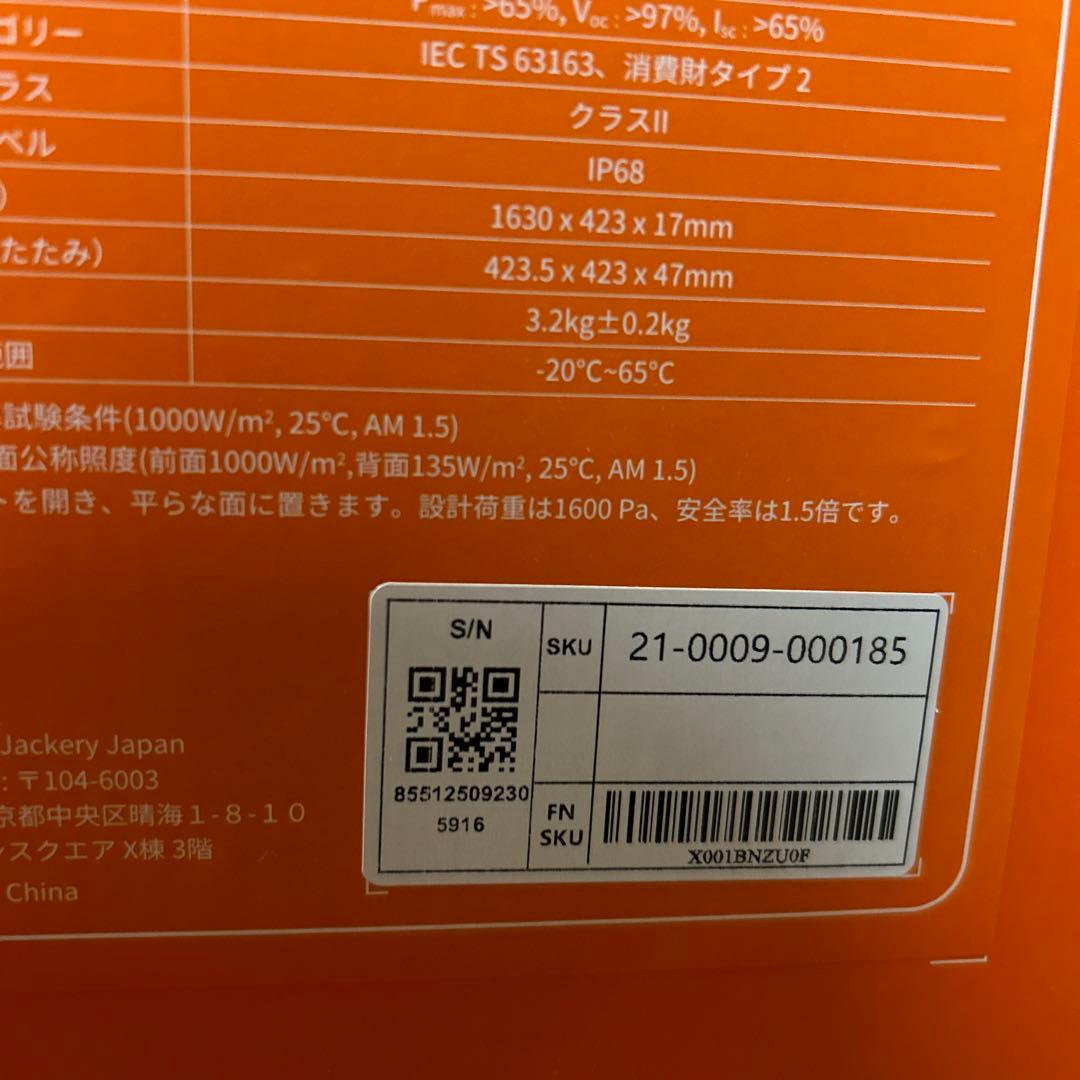 Pmax : >65%, Voc : >97%, Isc : >65%
ゴリー
IEC TS 63163、消費財タイプ2
ラス
クラスII
ベル
IP68
)
1630 x 423 x 17mm
たたみ)
423.5 x 423 x 47mm
3.2kg±0.2kg
範囲
-20°C~65°C
試験条件(1000W/m², 25°C, AM 1.5)
面公称照度(前面1000W/m²,背面135W/m², 25°C, AM 1.5)
トを開き、平らな面に置きます。設計荷重は1600 Pa、安全率は1.5倍です。
S/N
SKU
21-0009-000185
85512509230
5916
FN
SKU
X001BNZU0F
Jackery Japan
: 〒104-6003
京都中央区晴海1-8-10
ンスクエア X棟 3階
China